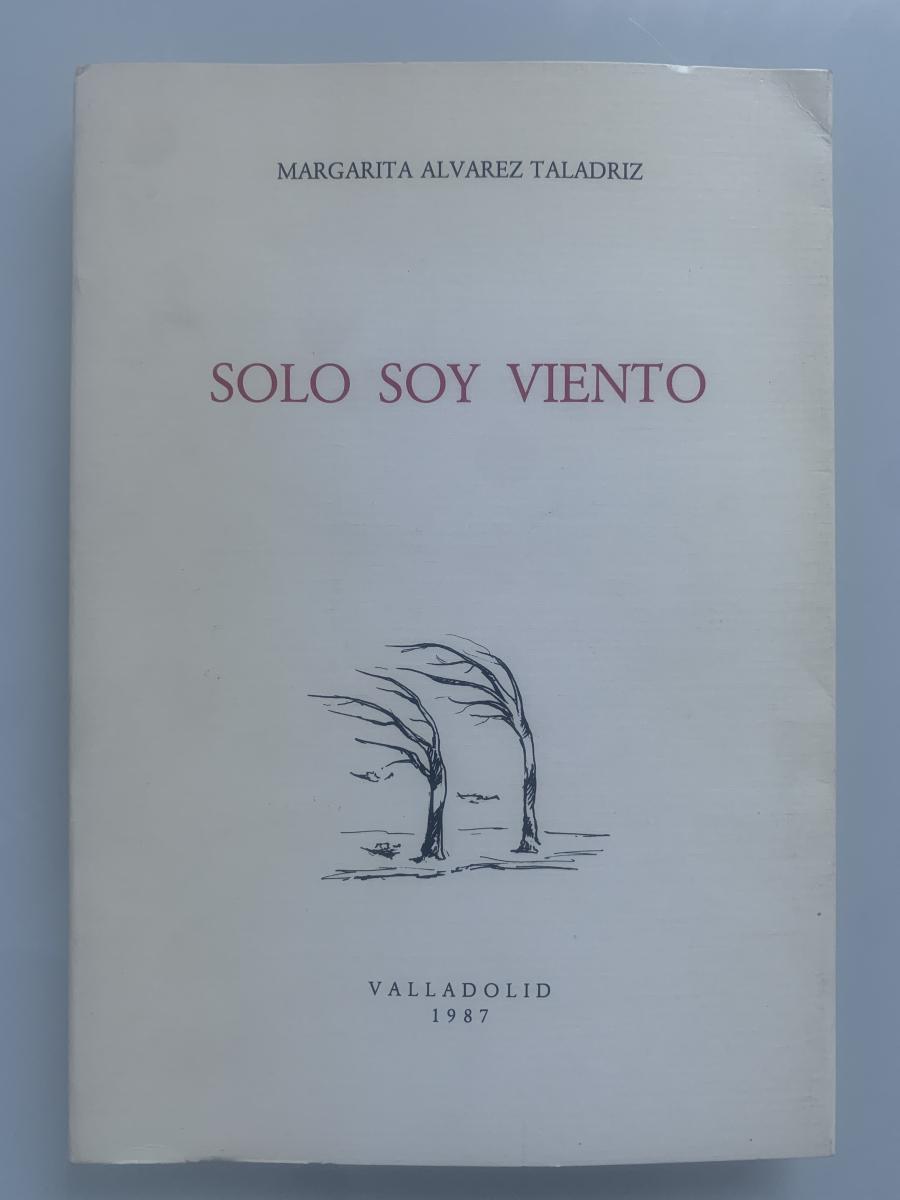 MARGARITA ALVAREZ TALADRIZ
SOLO SOY VIENTO
VALLADOLID
1987